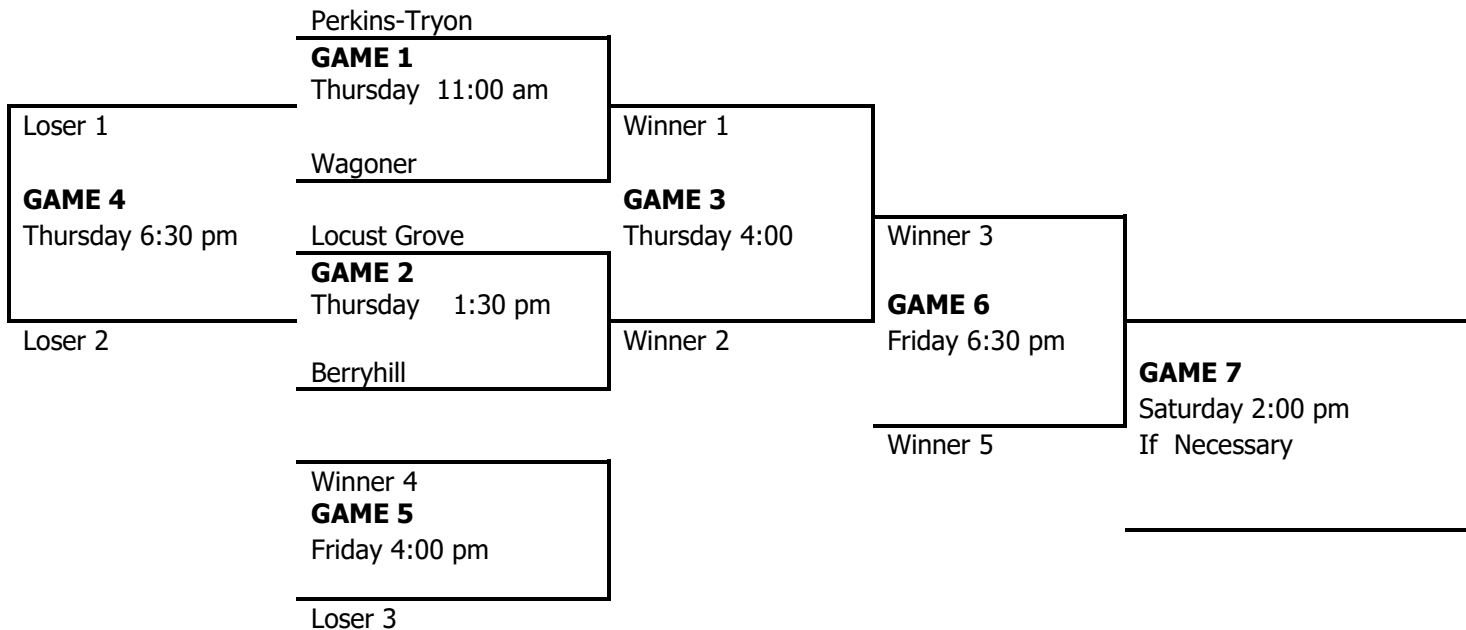 Perkins-Tryon
GAME 1
Thursday 11:00 am
Loser 1
Winner 1
Wagoner
GAME 4
GAME 3
Thursday 6:30 pm
Locust Grove
Thursday 4:00
Winner 3
GAME 2
Thursday 1:30 pm
GAME 6
Loser 2
Winner 2
Friday 6:30 pm
Berryhill
GAME 7
Saturday 2:00 pm
Winner 5
If Necessary
Winner 4
GAME 5
Friday 4:00 pm
Loser 3